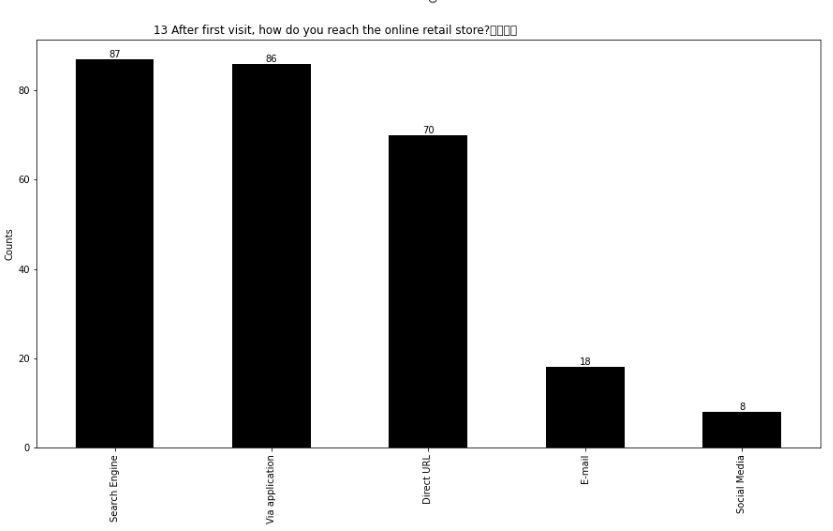 13 After first visit, how do you reach the online retail store?
87
86
70
18
8
80
60
40
20
0
Counts
Search Engine
Via application
Direct URL
E-mail
Social Media